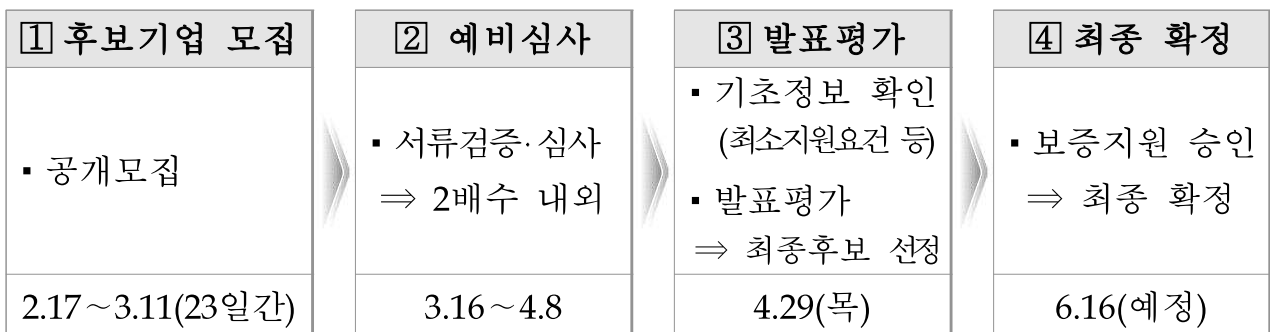 1 후보기업 모집
▪ 공개모집
2.17～3.11(23일간)
2 예비심사
▪ 서류검증·심사
⇒ 2배수 내외
3.16～4.8
3 발표평가
▪ 기초정보 확인
(최소지원요건 등)
▪ 발표평가
⇒ 최종후보 선정
4.29(목)
4 최종 확정
▪ 보증지원 승인
⇒ 최종 확정
6.16(예정)